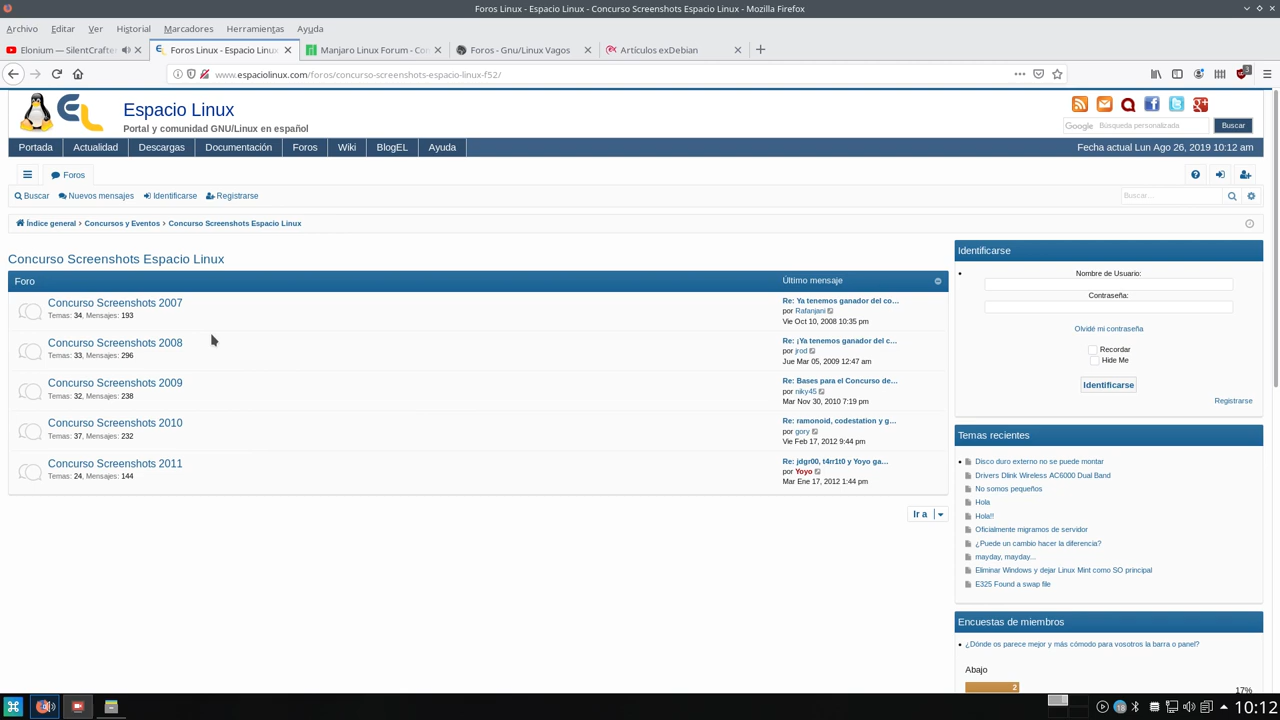 Foros Linux - Espacio Linux - Concurso Screenshots Espacio Linux - Mozilla Firefox
Archivo Editar Ver Historial Marcadores Herramientas Ayuda
Elonium — SilentCrafte
Foros Linux - Espacio Linux
Manjaro Linux Forum - Con
Foros - Gnu/Linux Vagos
Artículos exDebian
www.espaciolinux.com/foros/concurso-screenshots-espacio-linux-f52/
3
Espacio Linux
Portal y comunidad GNU/Linux en español
Google Búsqueda personalizada Buscar
Portada Actualidad Descargas Documentación Foros Wiki BlogEL Ayuda Fecha actual Lun Ago 26, 2019 10:12 am
Foros
Buscar Nuevos mensajes Identificarse Registrarse Buscar…
Índice general Concursos y Eventos Concurso Screenshots Espacio Linux
Concurso Screenshots Espacio Linux
Foro Último mensaje
Concurso Screenshots 2007
Temas: 34, Mensajes: 193
Re: Ya tenemos ganador del co…
por Rafanjani
Vie Oct 10, 2008 10:35 pm
Concurso Screenshots 2008
Temas: 33, Mensajes: 296
Re: ¡Ya tenemos ganador del c…
por jrod
Jue Mar 05, 2009 12:47 am
Concurso Screenshots 2009
Temas: 32, Mensajes: 238
Re: Bases para el Concurso de…
por niky45
Mar Nov 30, 2010 7:19 pm
Concurso Screenshots 2010
Temas: 37, Mensajes: 232
Re: ramonoid, codestation y g…
por gory
Vie Feb 17, 2012 9:44 pm
Concurso Screenshots 2011
Temas: 24, Mensajes: 144
Re: jdgr00, t4rr1t0 y Yoyo ga…
por Yoyo
Mar Ene 17, 2012 1:44 pm
Ir a
Identificarse
Nombre de Usuario:
Contraseña:
Olvidé mi contraseña
Recordar
Hide Me
Identificarse
Registrarse
Temas recientes
Disco duro externo no se puede montar
Drivers Dlink Wireless AC6000 Dual Band
No somos pequeños
Hola
Hola!!
Oficialmente migramos de servidor
¿Puede un cambio hacer la diferencia?
mayday, mayday...
Eliminar Windows y dejar Linux Mint como SO principal
E325 Found a swap file
Encuestas de miembros
¿Dónde os parece mejor y más cómodo para vosotros la barra o panel?
Abajo
2
17%
18
10:12